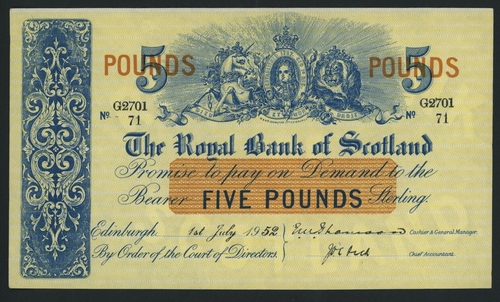 POUNDS 5 5 POUNDS
G2701 G2701
No 71 No 71
The Royal Bank of Scotland
Promise to pay on Demand to the
Bearer FIVE POUNDS Sterling.
Edinburgh. 1st July 1952 Cashier & General Manager.
By Order of the Court of Directors. Chief Accountant.